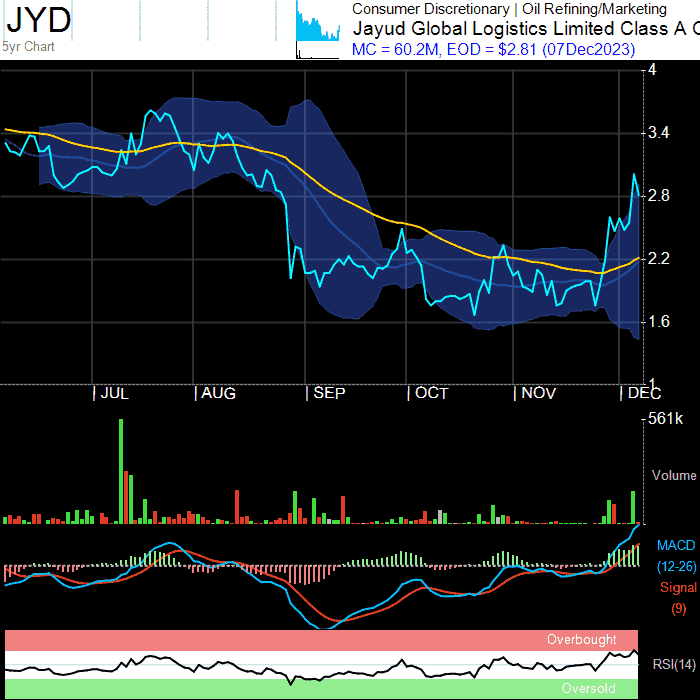 JYD
5yr Chart
Consumer Discretionary | Oil Refining/Marketing
Jayud Global Logistics Limited Class A O
MC = 60.2M, EOD = $2.81 (07Dec2023)
4
3.4
2.8
2.2
1.6
1
JUL AUG SEP OCT NOV DEC
561k
Volume
MACD
(12-26)
Signal
(9)
Overbought
RSI(14)
Oversold